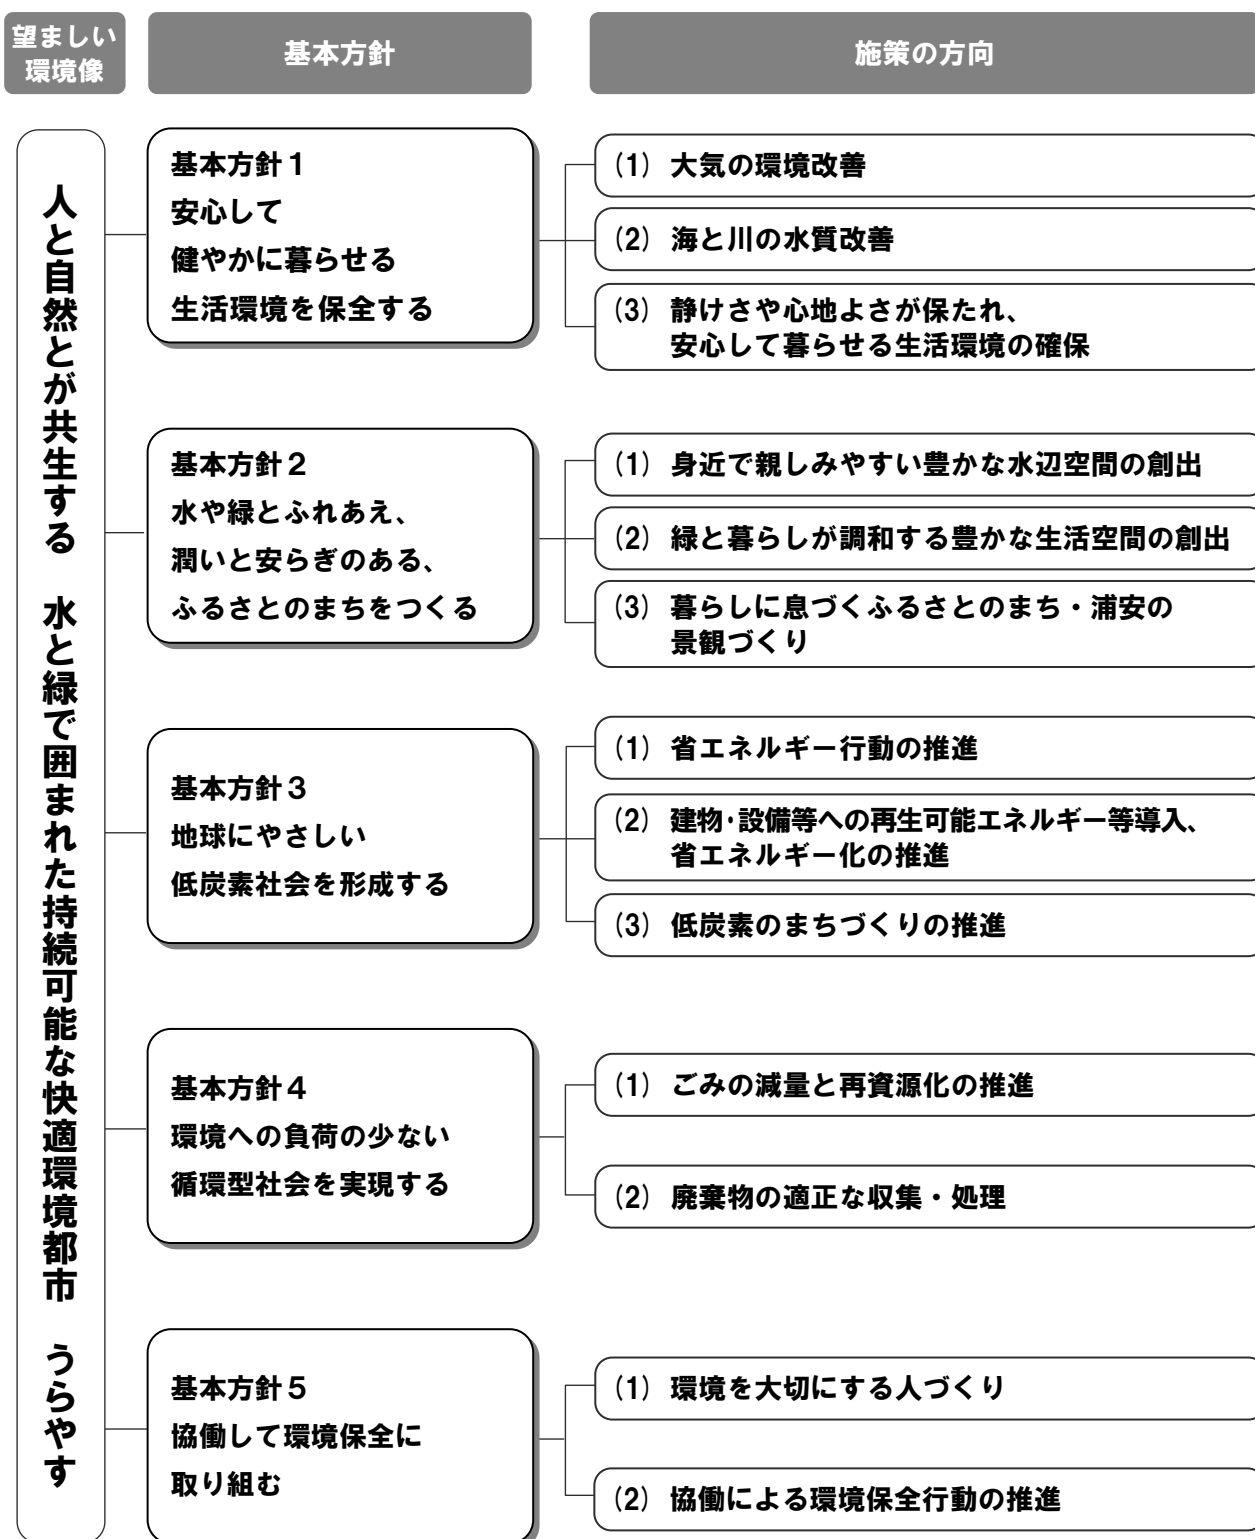 望ましい
環境像
基本方針
施策の方向
人と自然とが共生する　水と緑で囲まれた持続可能な快適環境都市　うらやす
基本方針１
安心して
健やかに暮らせる
生活環境を保全する
(1) 大気の環境改善
(2) 海と川の水質改善
(3) 静けさや心地よさが保たれ、
安心して暮らせる生活環境の確保
基本方針２
水や緑とふれあえ、
潤いと安らぎのある、
ふるさとのまちをつくる
(1) 身近で親しみやすい豊かな水辺空間の創出
(2) 緑と暮らしが調和する豊かな生活空間の創出
(3) 暮らしに息づくふるさとのまち・浦安の
景観づくり
基本方針３
地球にやさしい
低炭素社会を形成する
(1) 省エネルギー行動の推進
(2) 建物・設備等への再生可能エネルギー等導入、
省エネルギー化の推進
(3) 低炭素のまちづくりの推進
基本方針４
環境への負荷の少ない
循環型社会を実現する
(1) ごみの減量と再資源化の推進
(2) 廃棄物の適正な収集・処理
基本方針５
協働して環境保全に
取り組む
(1) 環境を大切にする人づくり
(2) 協働による環境保全行動の推進